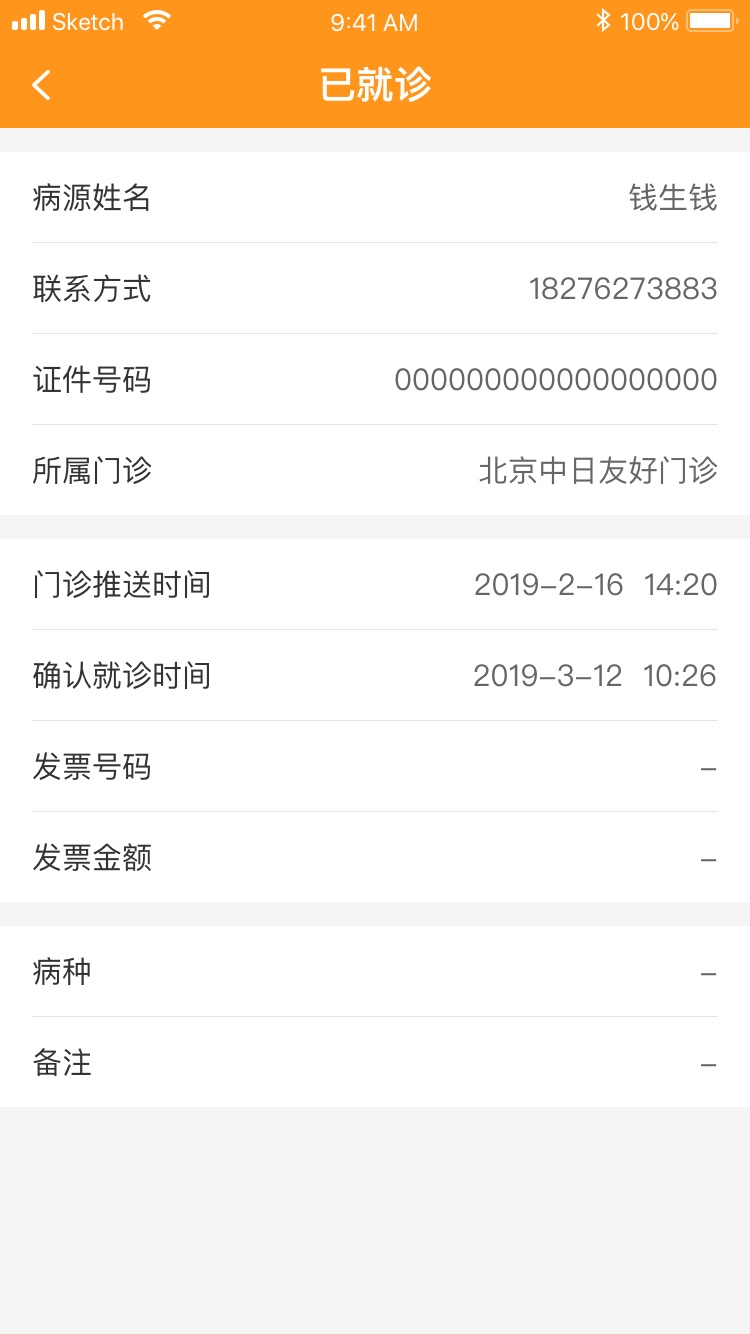 Sketch 9:41 AM 100%
已就诊
病源姓名 钱生钱
联系方式 18276273883
证件号码 000000000000000000
所属门诊 北京中日友好门诊
门诊推送时间 2019-2-16 14:20
确认就诊时间 2019-3-12 10:26
发票号码 -
发票金额 -
病种 -
备注 -